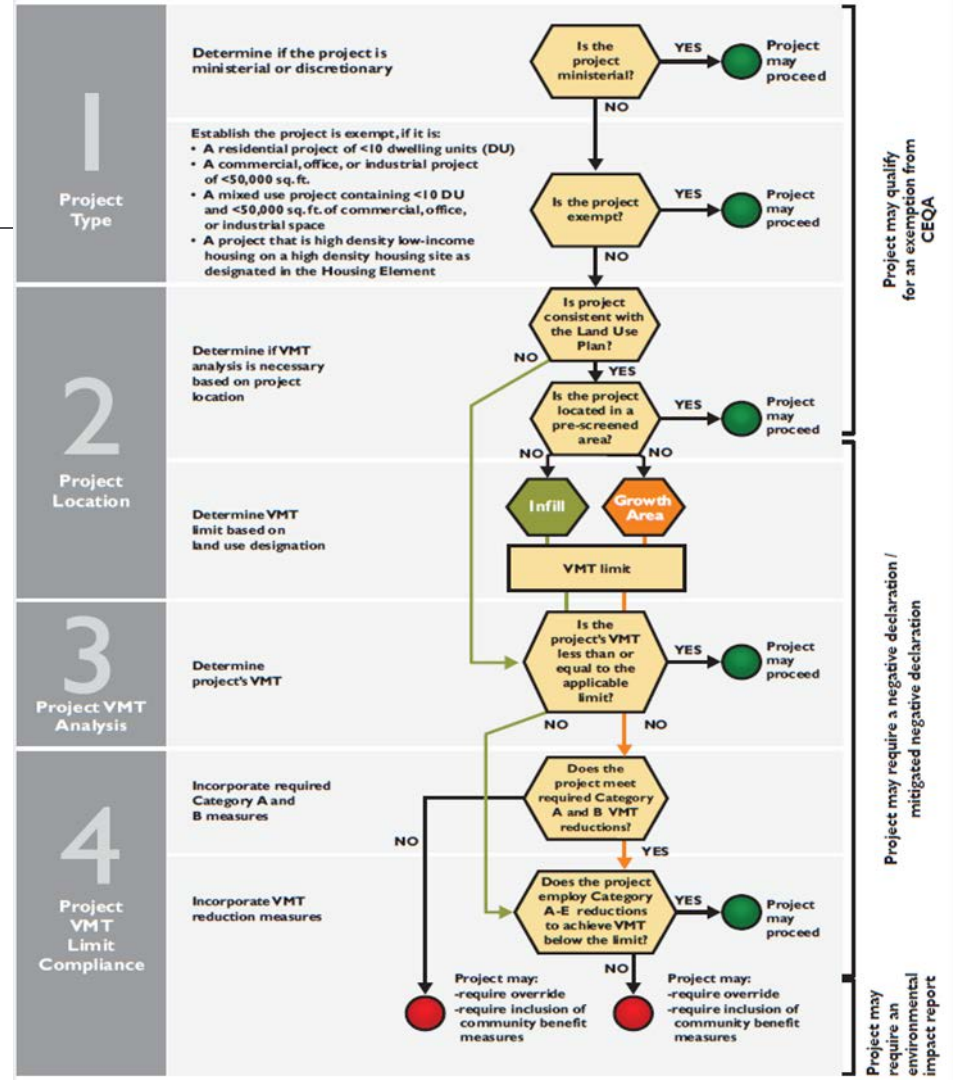 1
Project
Type
Determine if the project is
ministerial or discretionary
Is the
project
ministerial?
YES
Project
may
proceed
NO
Establish the project is exempt, if it is:
• A residential project of <10 dwelling units (DU)
• A commercial, office, or industrial project
of <50,000 sq. ft.
• A mixed use project containing <10 DU
and <50,000 sq. ft. of commercial, office,
or industrial space
• A project that is high density low-income
housing on a high density housing site as
designated in the Housing Element
Is the project
exempt?
YES
Project
may
proceed
NO
2
Project
Location
Determine if VMT
analysis is necessary
based on project
location
Is project
consistent with
the Land Use
Plan?
NO
YES
Is the project
located in a
pre-screened
area?
YES
Project
may
proceed
NO
NO
Determine VMT
limit based on
land use designation
Infill
Growth
Area
VMT limit
3
Project VMT
Analysis
Determine
project's VMT
Is the
project's VMT
less than or
equal to the
applicable
limit?
YES
Project
may
proceed
NO
NO
4
Project
VMT
Limit
Compliance
Incorporate required
Category A and
B measures
Does the
project meet
required Category
A and B VMT
reductions?
NO
YES
Incorporate VMT
reduction measures
Does the project
employ Category
A-E reductions
to achieve VMT
below the limit?
YES
Project
may
proceed
NO
Project may:
-require override
-require inclusion of
community benefit
measures
Project may:
-require override
-require inclusion of
community benefit
measures
Project may qualify
for an exemption from
CEQA
Project may require a negative declaration /
mitigated negative declaration
Project may
require an
environmental
impact report